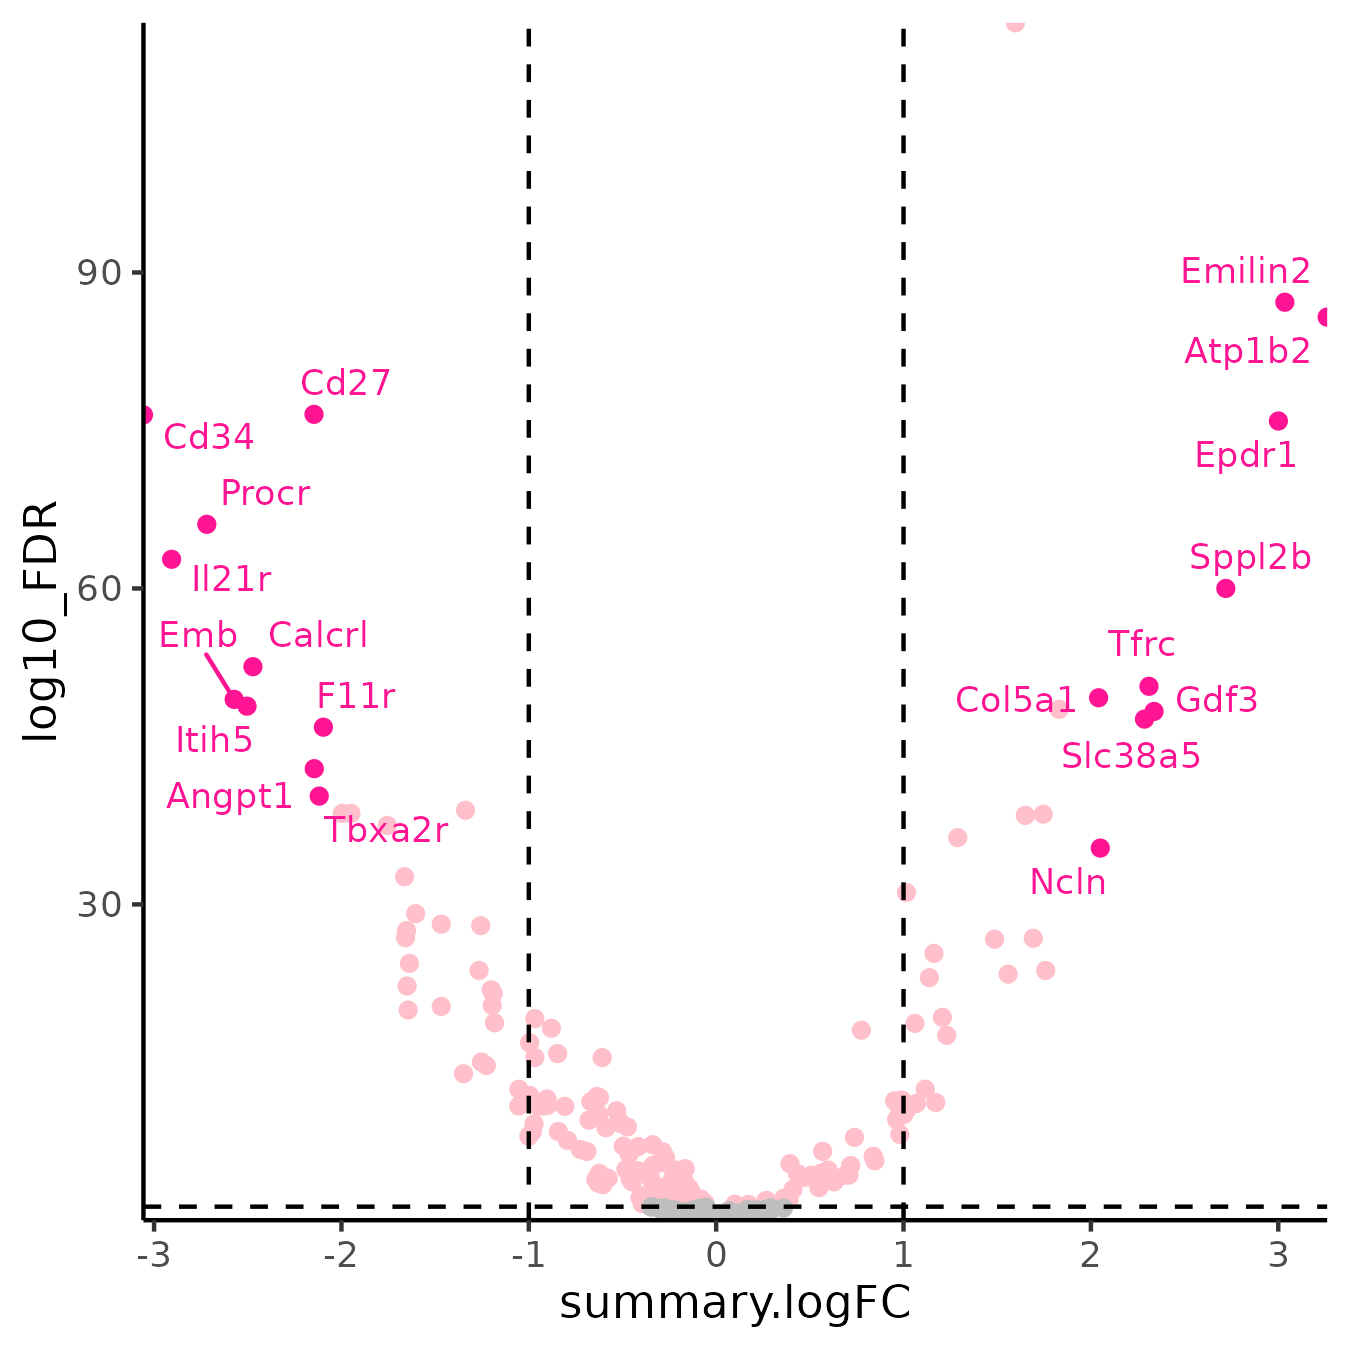 Emilin2
90
Atp1b2
Cd27
Cd34
Epdr1
Procr
Sppl2b
Il21r
60
Emb
Calcrl
Tfrc
F11r
Col5a1
Gdf3
Itih5
Slc38a5
Angpt1
Tbxa2r
Ncln
30
log10_FDR
-3
-2
-1
0
1
2
3
summary.logFC